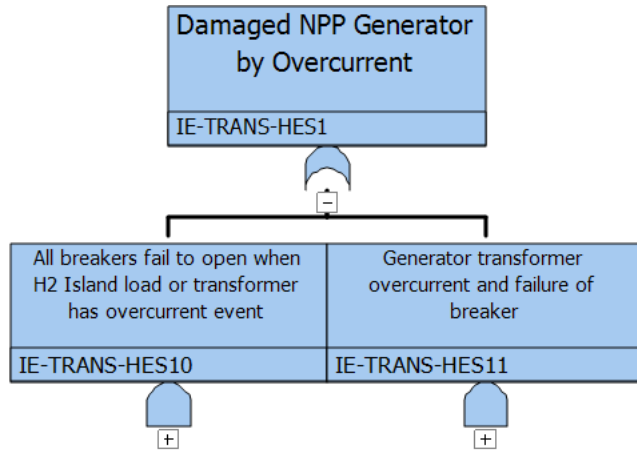 Damaged NPP Generator
by Overcurrent
IE-TRANS-HES1
All breakers fail to open when
H2 Island load or transformer
has overcurrent event
IE-TRANS-HES10
Generator transformer
overcurrent and failure of
breaker
IE-TRANS-HES11